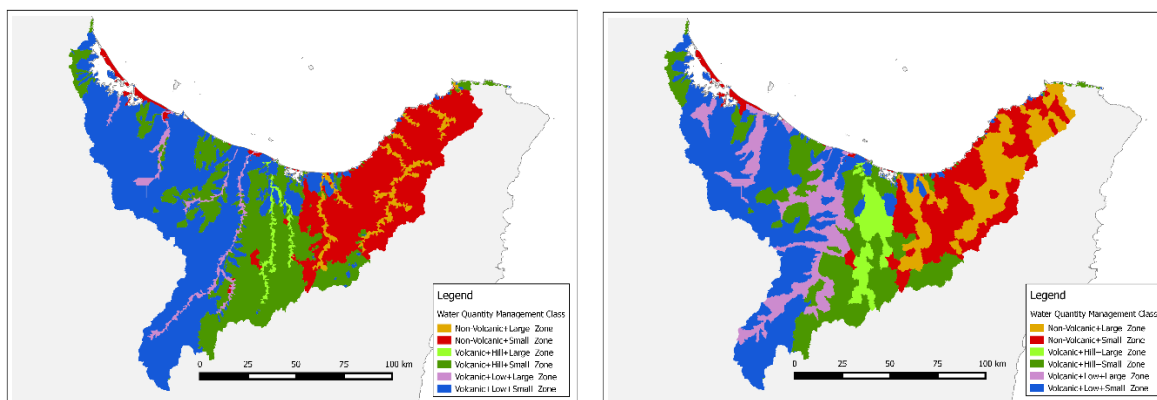 Legend
Water Quantity Management Class
Non-Volcanic+Large Zone
Non-Volcanic+Small Zone
Volcanic+Hill+Large Zone
Volcanic+Hill+Small Zone
Volcanic+Low+Large Zone
Volcanic+Low+Small Zone
0 25 50 75 100 km
Legend
Water Quantity Management Class
Non-Volcanic+Large Zone
Non-Volcanic+Small Zone
Volcanic+Hill+Large Zone
Volcanic+Hill+Small Zone
Volcanic+Low+Large Zone
Volcanic+Low+Small Zone
0 25 50 75 100 km